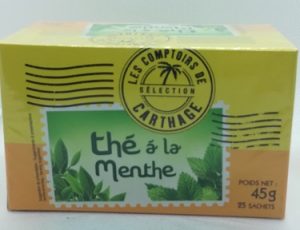 LES COMPTOIRS DE
SÉLECTION
CARTHAGE
thé á la
Menthe
POIDS NET :
45g
25 SACHETS